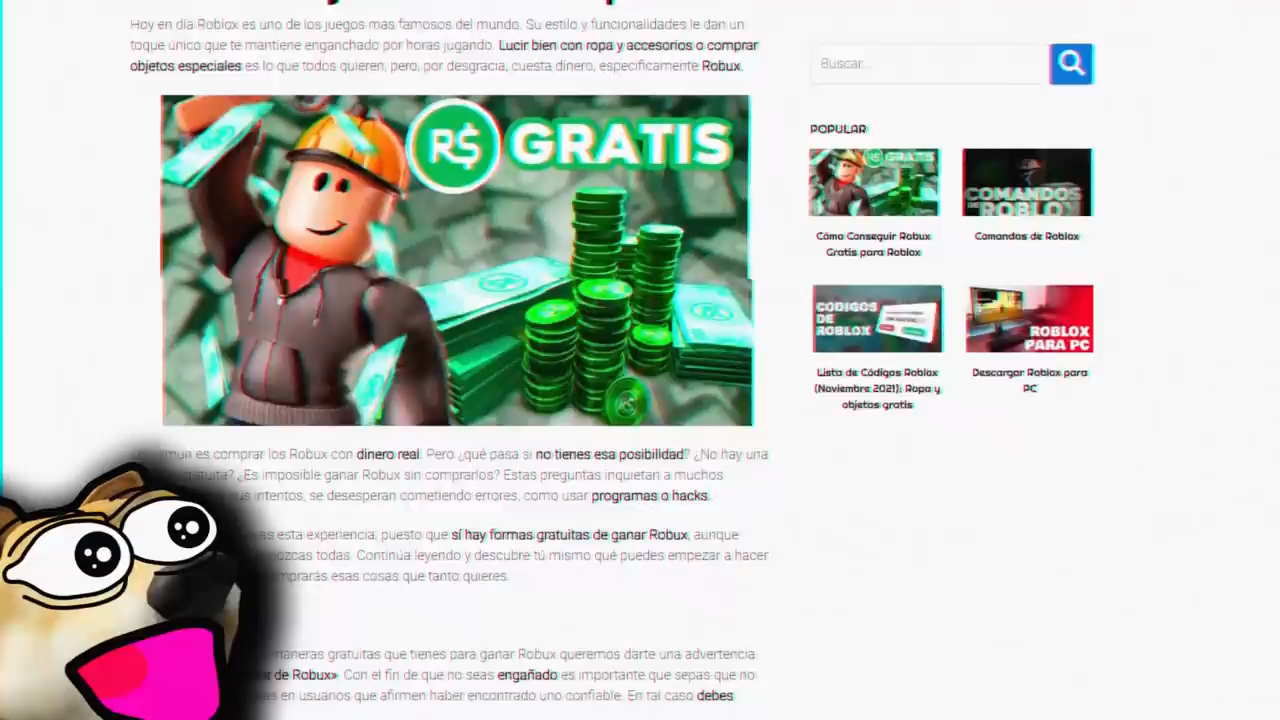 Hoy en día Roblox es uno de los juegos más famosos del mundo. Su estilo y funcionalidades le dan un
toque único que te mantiene enganchado por horas jugando. Lucir bien con ropa y accesorios o comprar
objetos especiales es lo que todos quieren, pero, por desgracia, cuesta dinero, específicamente Robux.
R$ GRATIS
es comprar los Robux con dinero real. Pero ¿qué pasa si no tienes esa posibilidad? ¿No hay una
¿Es imposible ganar Robux sin comprarlos? Estas preguntas inquietan a muchos
intentos, se desesperan cometiendo errores, como usar programas o hacks.
esta experiencia, puesto que sí hay formas gratuitas de ganar Robux, aunque
todas. Continúa leyendo y descubre tú mismo qué puedes empezar a hacer
esas cosas que tanto quieres.
gratuitas que tienes para ganar Robux queremos darte una advertencia
de Robux». Con el fin de que no seas engañado es importante que sepas que no
en usuarios que afirmen haber encontrado uno confiable. En tal caso debes
Buscar...
POPULAR
R$ GRATIS
Cómo Conseguir Robux
Gratis para Roblox
COMANDOS
DE ROBLOX
Comandos de Roblox
CÓDIGOS
DE
ROBLOX
Lista de Códigos Roblox
(Noviembre 2021): Ropa y
objetos gratis
ROBLOX
PARA PC
Descargar Roblox para
PC